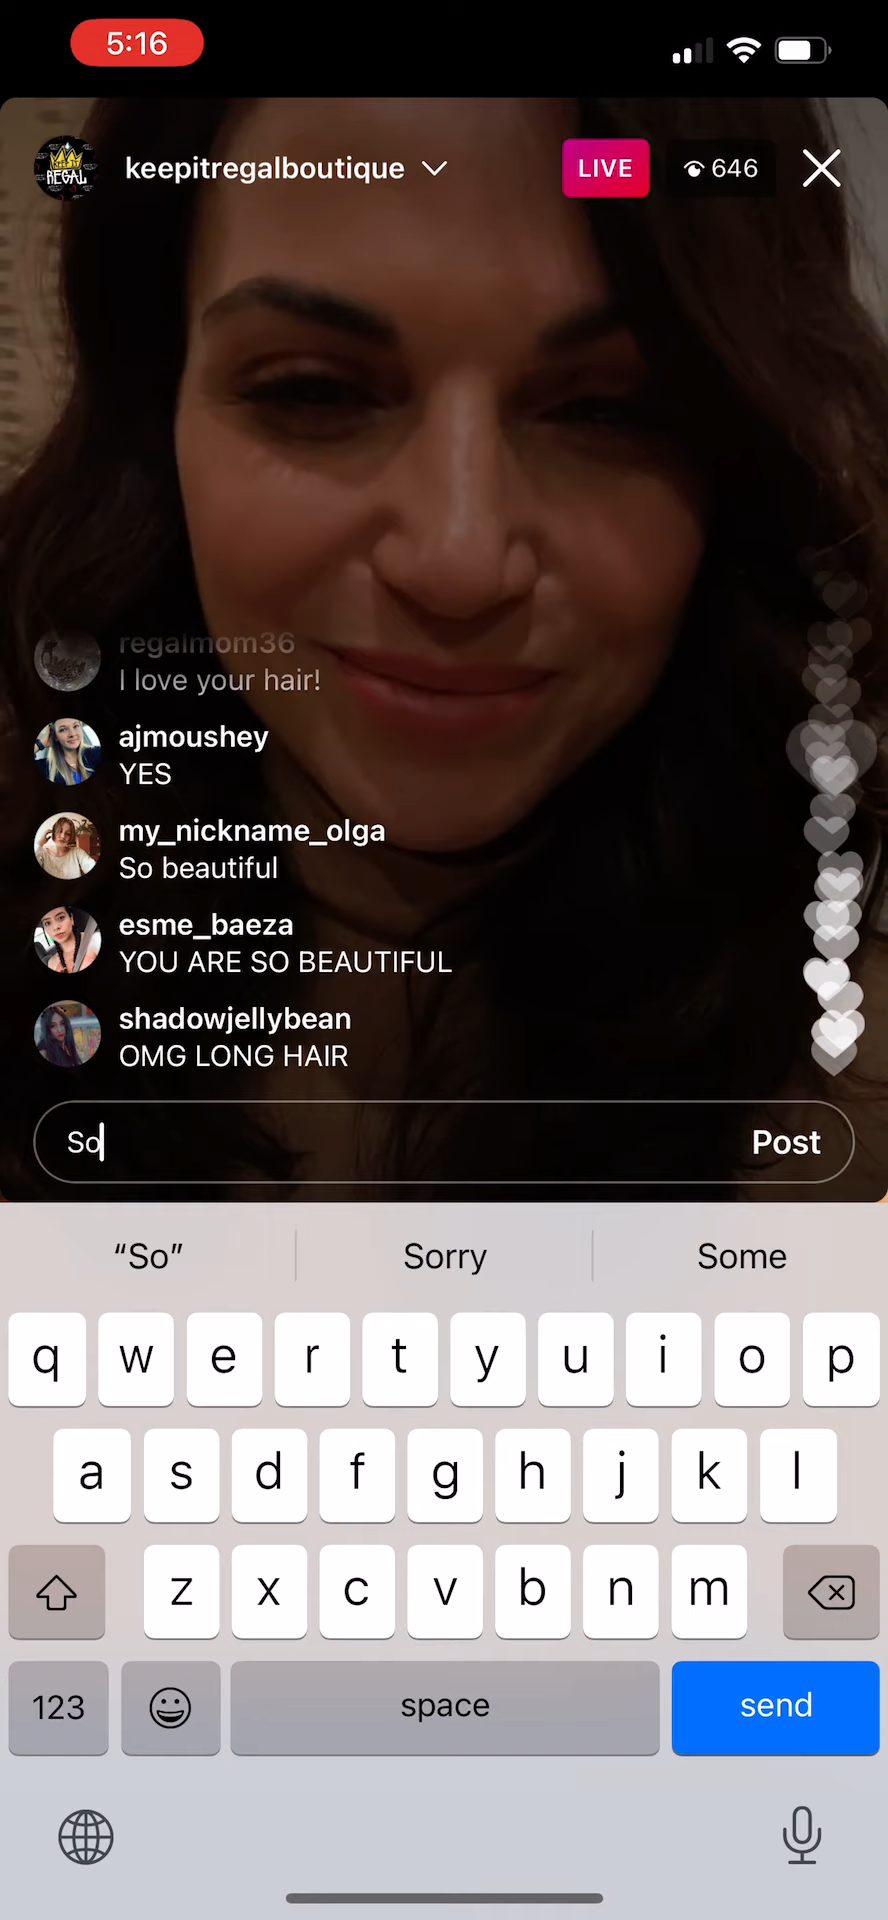 5:16
REGAL
keepitregalboutique
LIVE
646
regalmom36
I love your hair!
ajmoushey
YES
my_nickname_olga
So beautiful
esme_baeza
YOU ARE SO BEAUTIFUL
shadowjellybean
OMG LONG HAIR
So
Post
“So”
Sorry
Some
q w e r t y u i o p
a s d f g h j k l
z x c v b n m
123
space
send